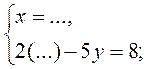 x = ...,
2(...) − 5y = 8;